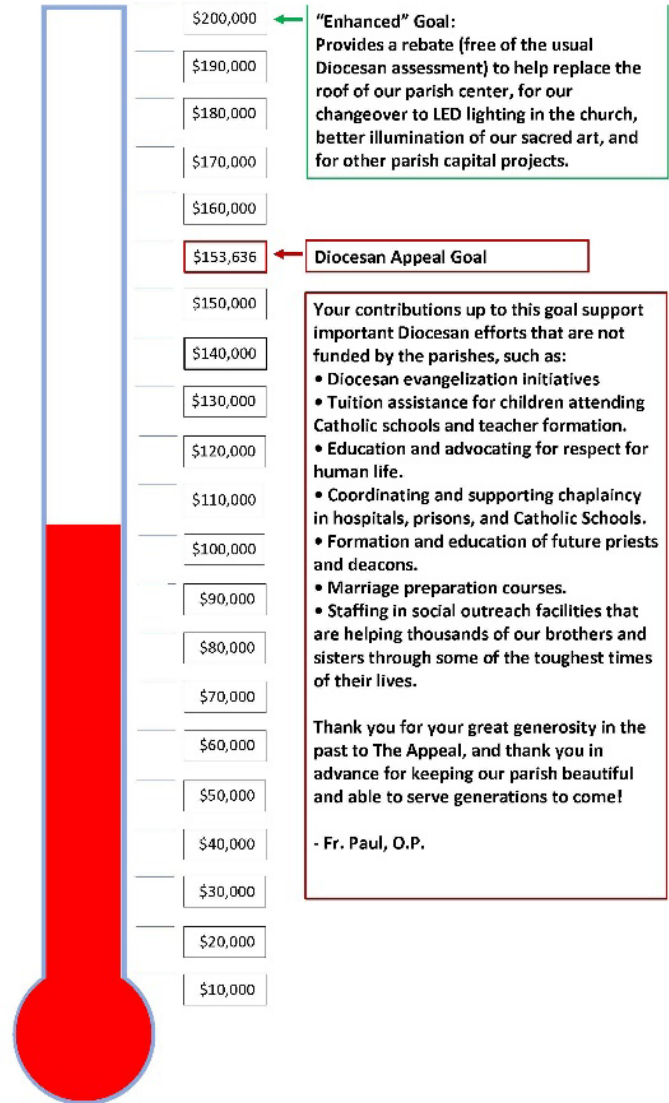 $200,000
$190,000
$180,000
$170,000
$160,000
$153,636
$150,000
$140,000
$130,000
$120,000
$110,000
$100,000
$90,000
$80,000
$70,000
$60,000
$50,000
$40,000
$30,000
$20,000
$10,000
“Enhanced” Goal:
Provides a rebate (free of the usual
Diocesan assessment) to help replace the
roof of our parish center, for our
changeover to LED lighting in the church,
better illumination of our sacred art, and
for other parish capital projects.
Diocesan Appeal Goal
Your contributions up to this goal support
important Diocesan efforts that are not
funded by the parishes, such as:
• Diocesan evangelization initiatives
• Tuition assistance for children attending
Catholic schools and teacher formation.
• Education and advocating for respect for
human life.
• Coordinating and supporting chaplaincy
in hospitals, prisons, and Catholic Schools.
• Formation and education of future priests
and deacons.
• Marriage preparation courses.
• Staffing in social outreach facilities that
are helping thousands of our brothers and
sisters through some of the toughest times
of their lives.
Thank you for your great generosity in the
past to The Appeal, and thank you in
advance for keeping our parish beautiful
and able to serve generations to come!
- Fr. Paul, O.P.